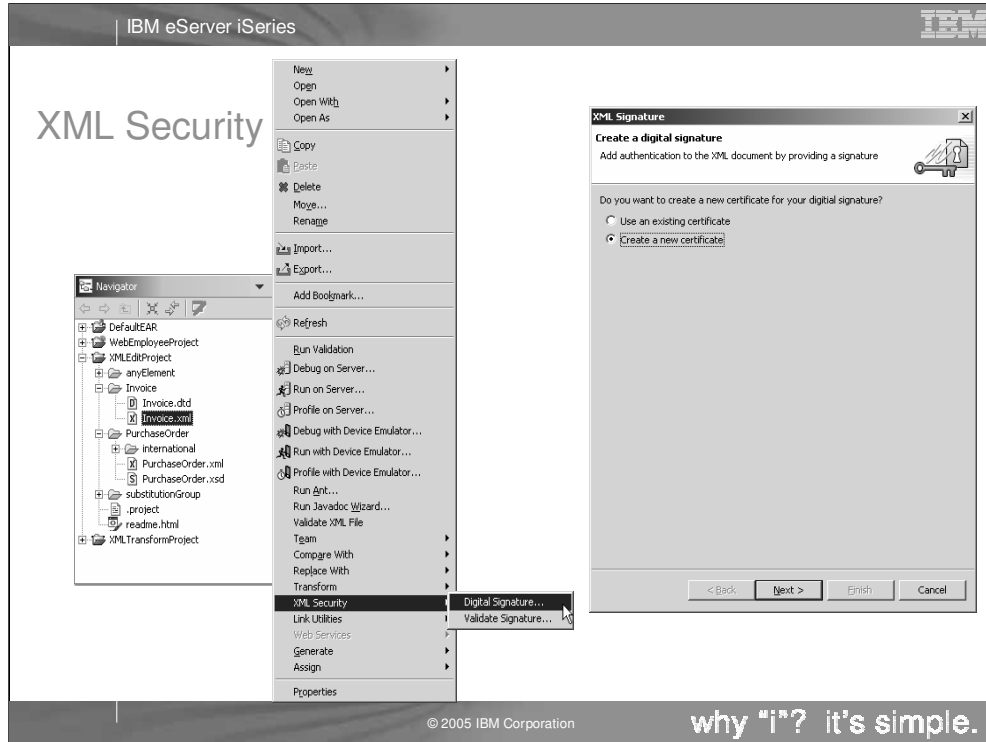 IBM eServer iSeries
IBM
XML Security
New
Open
Open With
Open As
Copy
Paste
Delete
Move...
Rename
Import...
Export...
Add Bookmark...
Refresh
Run Validation
Debug on Server...
Run on Server...
Profile on Server...
Debug with Device Emulator...
Run with Device Emulator...
Profile with Device Emulator...
Run Ant...
Run Javadoc Wizard...
Validate XML File
Team
Compare With
Replace With
Transform
XML Security
Link Utilities
Web Services
Generate
Assign
Properties
Digital Signature...
Validate Signature...
Navigator
DefaultEAR
WebEmployeeProject
XMLEditProject
anyElement
Invoice
Invoice.dtd
Invoice.xml
PurchaseOrder
international
PurchaseOrder.xml
PurchaseOrder.xsd
substitutionGroup
.project
readme.html
XMLTransformProject
XML Signature
Create a digital signature
Add authentication to the XML document by providing a signature
Do you want to create a new certificate for your digitial signature?
Use an existing certificate
Create a new certificate
< Back
Next >
Finish
Cancel
© 2005 IBM Corporation
why "i"? it's simple.